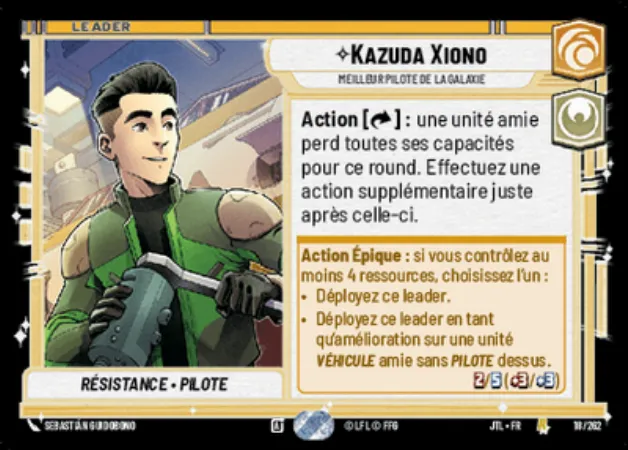 LEADER
KAZUDA XIONO
MEILLEUR PILOTE DE LA GALAXIE
Action [ ] : une unité amie
perd toutes ses capacités
pour ce round. Effectuez une
action supplémentaire juste
après celle-ci.
Action Épique : si vous contrôlez au
moins 4 ressources, choisissez l'un :
• Déployez ce leader.
• Déployez ce leader en tant
qu'amélioration sur une unité
VÉHICULE amie sans PILOTE dessus.
2/5 (+3/+3)
RÉSISTANCE • PILOTE
SEBASTIÁN GUIDOBONO
© LFL © FFG
JTL • FR
18/262